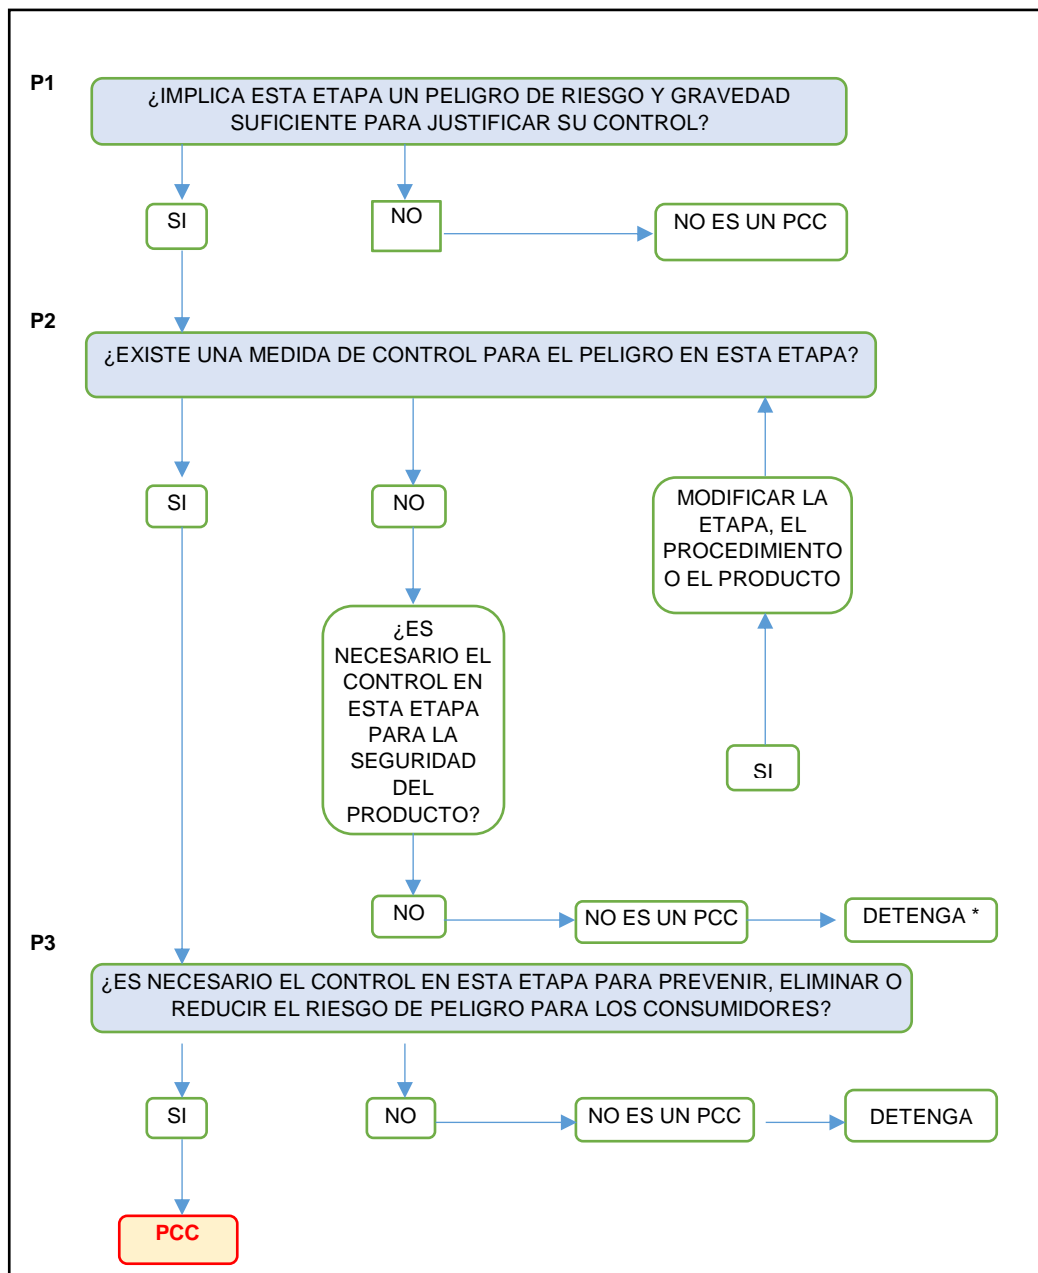 P1
¿IMPLICA ESTA ETAPA UN PELIGRO DE RIESGO Y GRAVEDAD
SUFICIENTE PARA JUSTIFICAR SU CONTROL?
SI
NO
NO ES UN PCC
P2
¿EXISTE UNA MEDIDA DE CONTROL PARA EL PELIGRO EN ESTA ETAPA?
SI
NO
MODIFICAR LA
ETAPA, EL
PROCEDIMIENTO
O EL PRODUCTO
¿ES
NECESARIO EL
CONTROL EN
ESTA ETAPA
PARA LA
SEGURIDAD
DEL
PRODUCTO?
SI
NO
NO ES UN PCC
DETENGA *
P3
¿ES NECESARIO EL CONTROL EN ESTA ETAPA PARA PREVENIR, ELIMINAR O
REDUCIR EL RIESGO DE PELIGRO PARA LOS CONSUMIDORES?
SI
NO
NO ES UN PCC
DETENGA
PCC